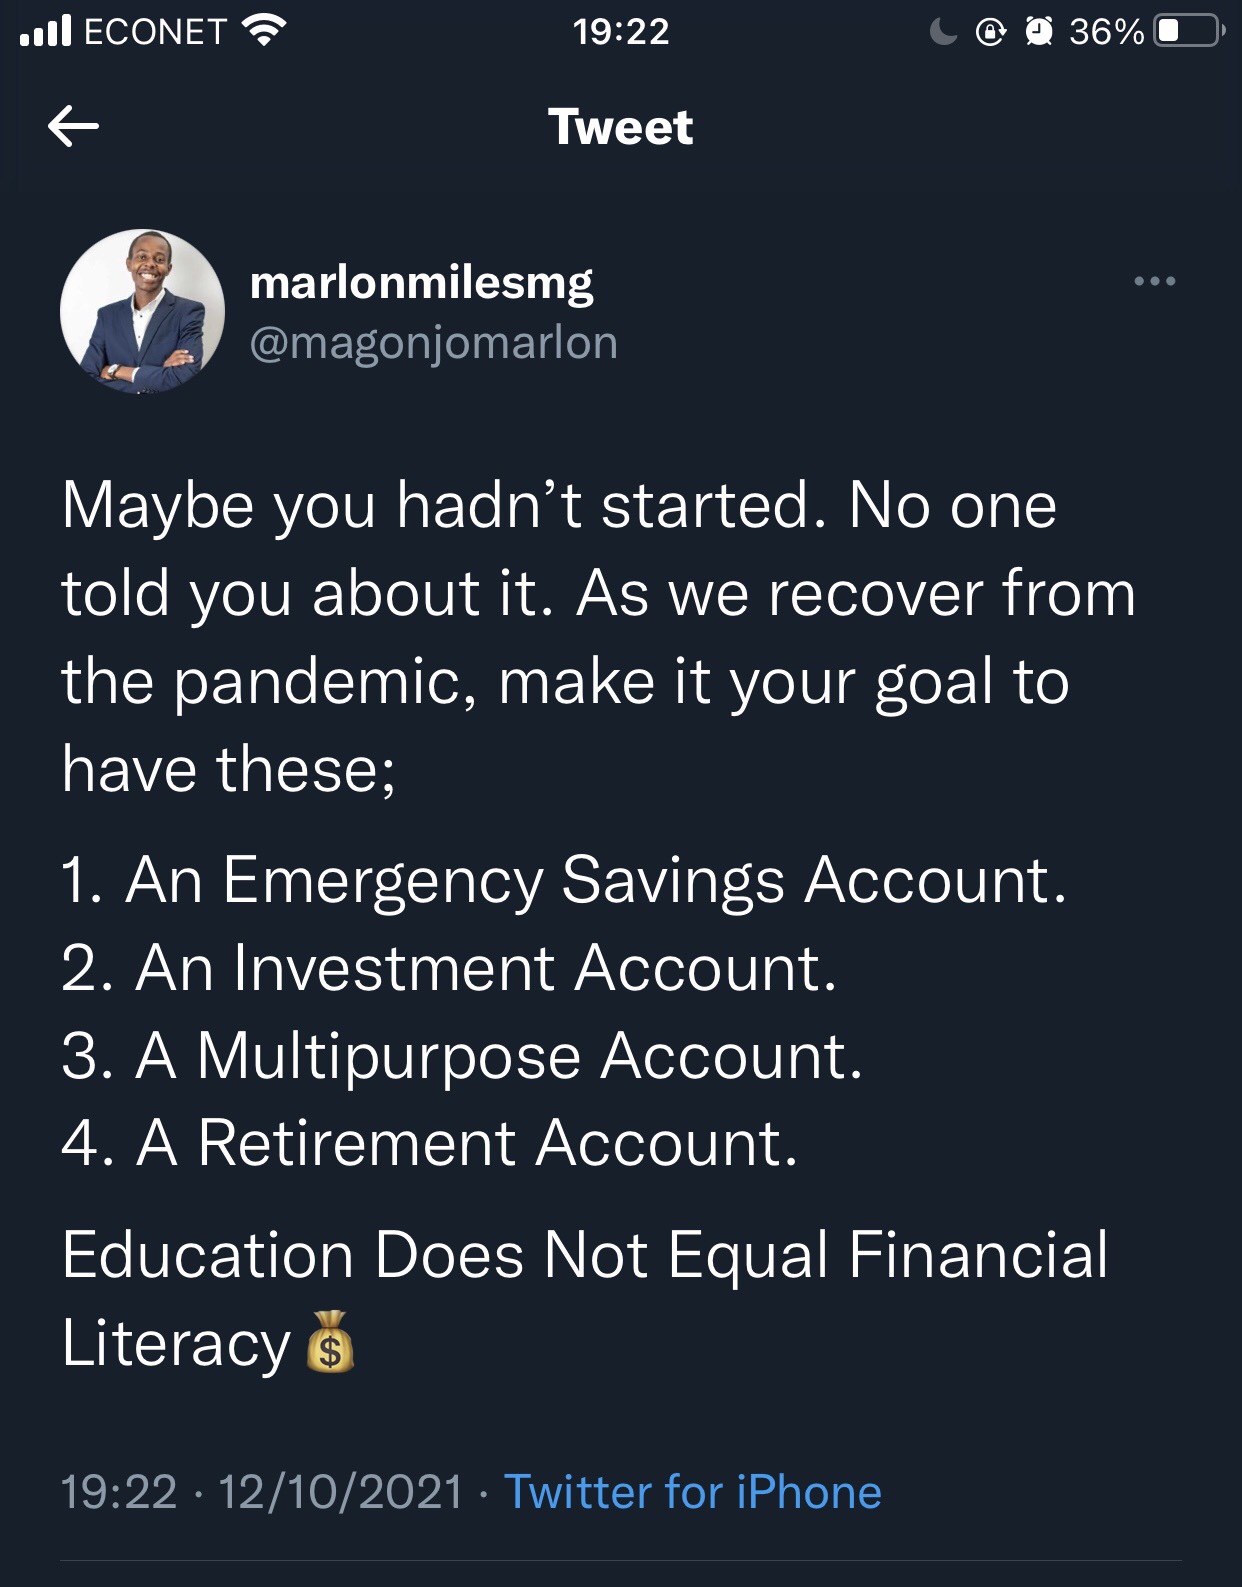 ECONET 19:22 36%
Tweet
marlonmilesmg
@magonjomarlon
Maybe you hadn’t started. No one
told you about it. As we recover from
the pandemic, make it your goal to
have these;
1. An Emergency Savings Account.
2. An Investment Account.
3. A Multipurpose Account.
4. A Retirement Account.
Education Does Not Equal Financial
Literacy💰
19:22 · 12/10/2021 · Twitter for iPhone